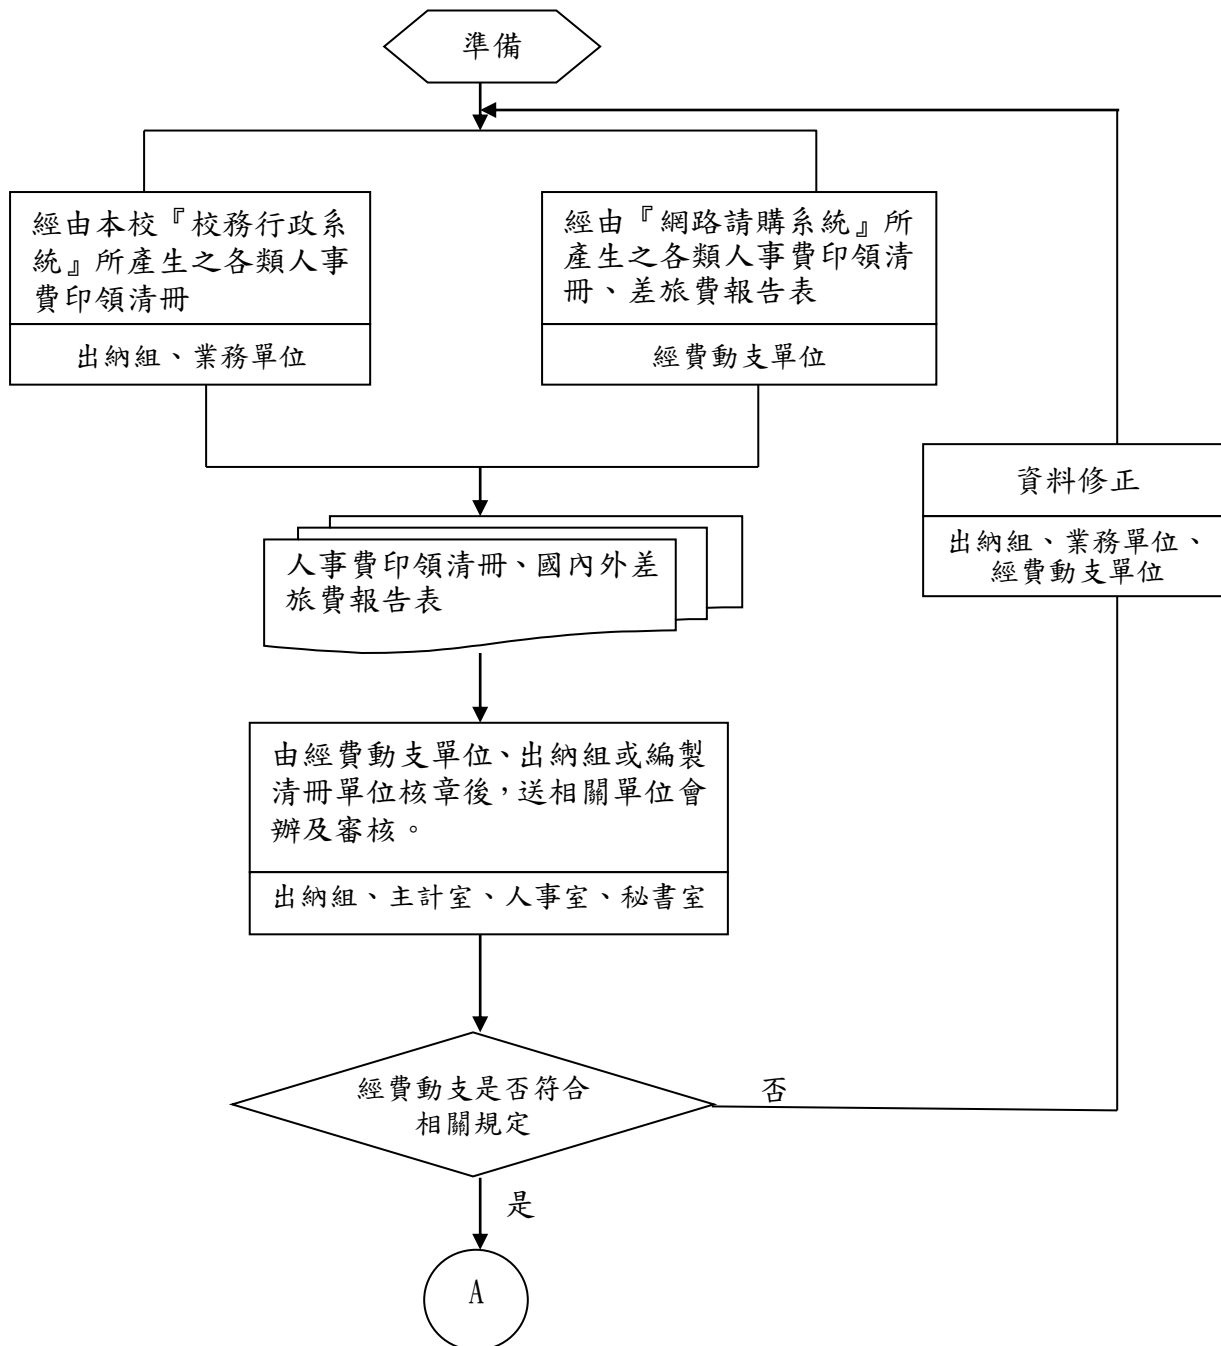 準備
經由本校『校務行政系
統』所產生之各類人事
費印領清冊
出納組、業務單位
經由『網路請購系統』所
產生之各類人事費印領清
冊、差旅費報告表
經費動支單位
資料修正
出納組、業務單位、
經費動支單位
人事費印領清冊、國內外差
旅費報告表
由經費動支單位、出納組或編製
清冊單位核章後，送相關單位會
辦及審核。
出納組、主計室、人事室、秘書室
經費動支是否符合
相關規定
否
是
A